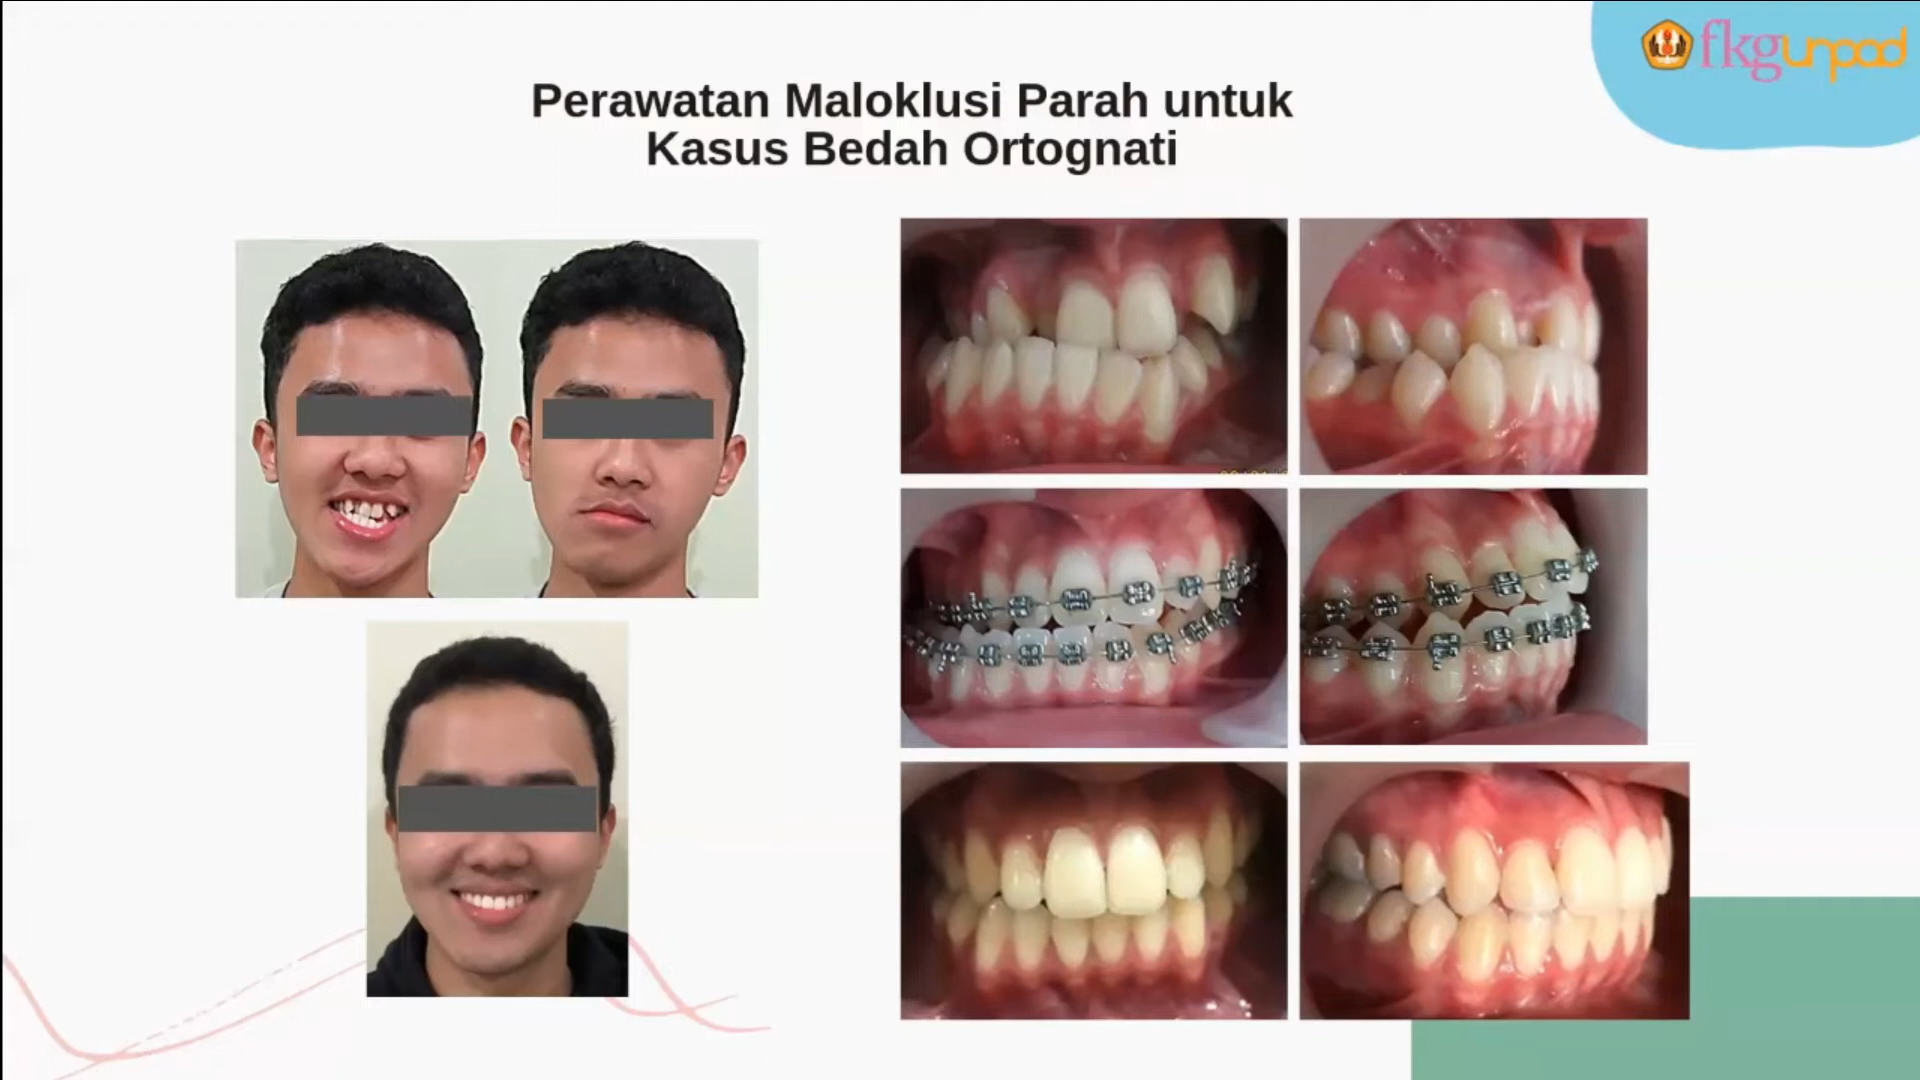 fkgunpad
Perawatan Maloklusi Parah untuk
Kasus Bedah Ortognati